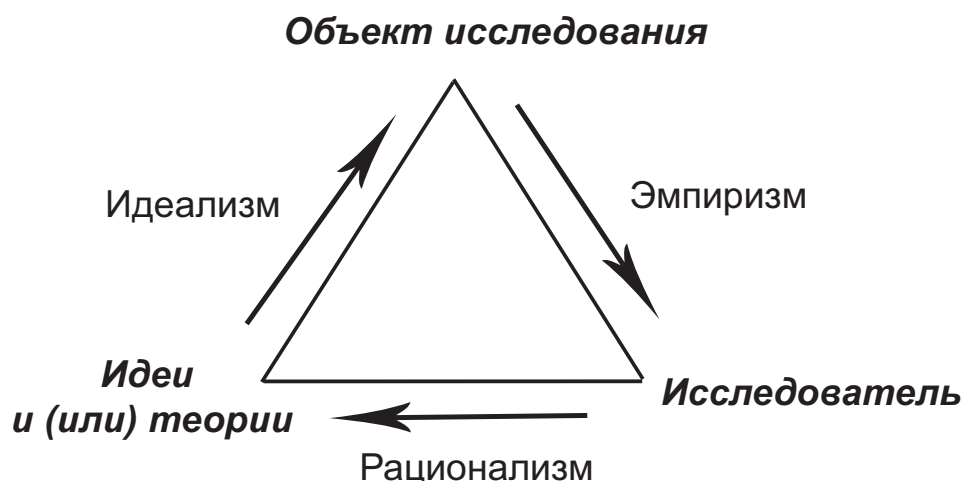 Объект исследования
Идеализм
Эмпиризм
Идеи
и (или) теории
Исследователь
Рационализм